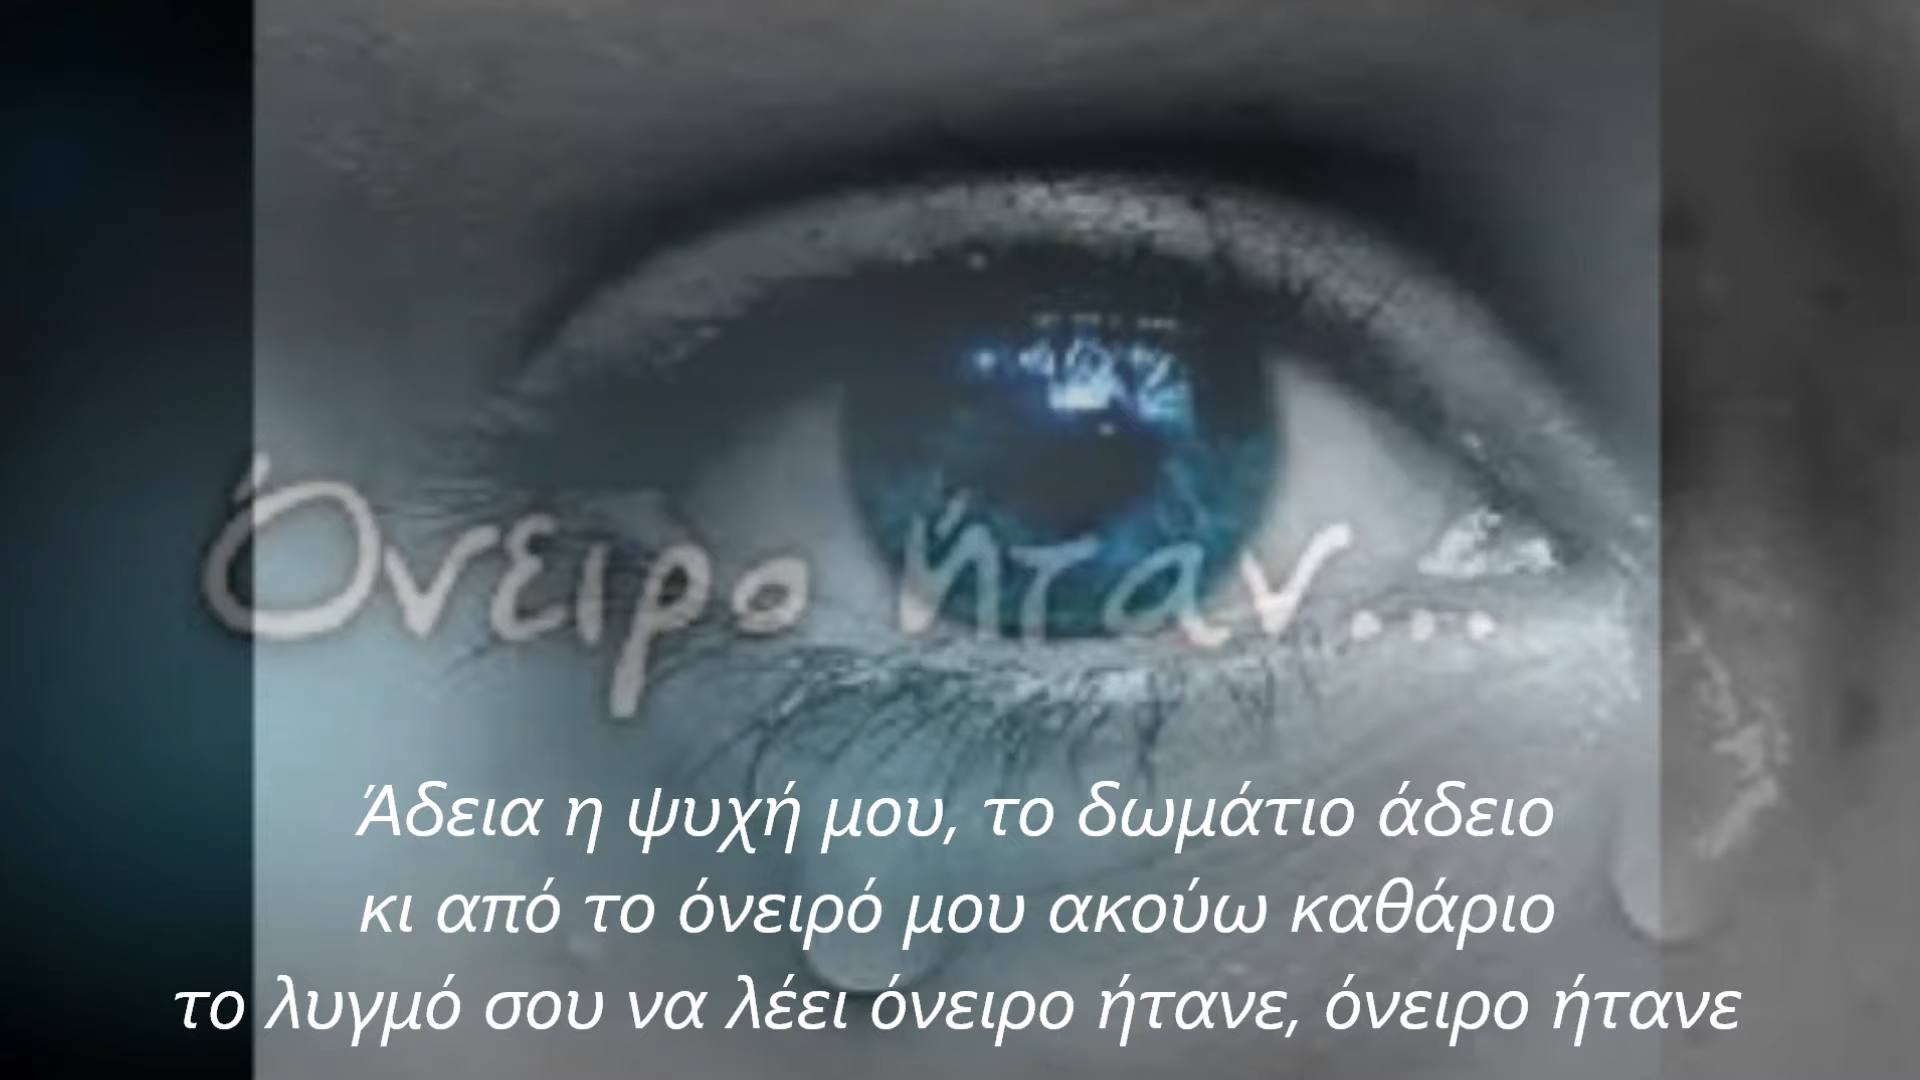 Όνειρο ήταν...
Άδεια η ψυχή μου, το δωμάτιο άδειο
κι από το όνειρό μου ακούω καθάριο
το λυγμό σου να λέει όνειρο ήτανε, όνειρο ήτανε